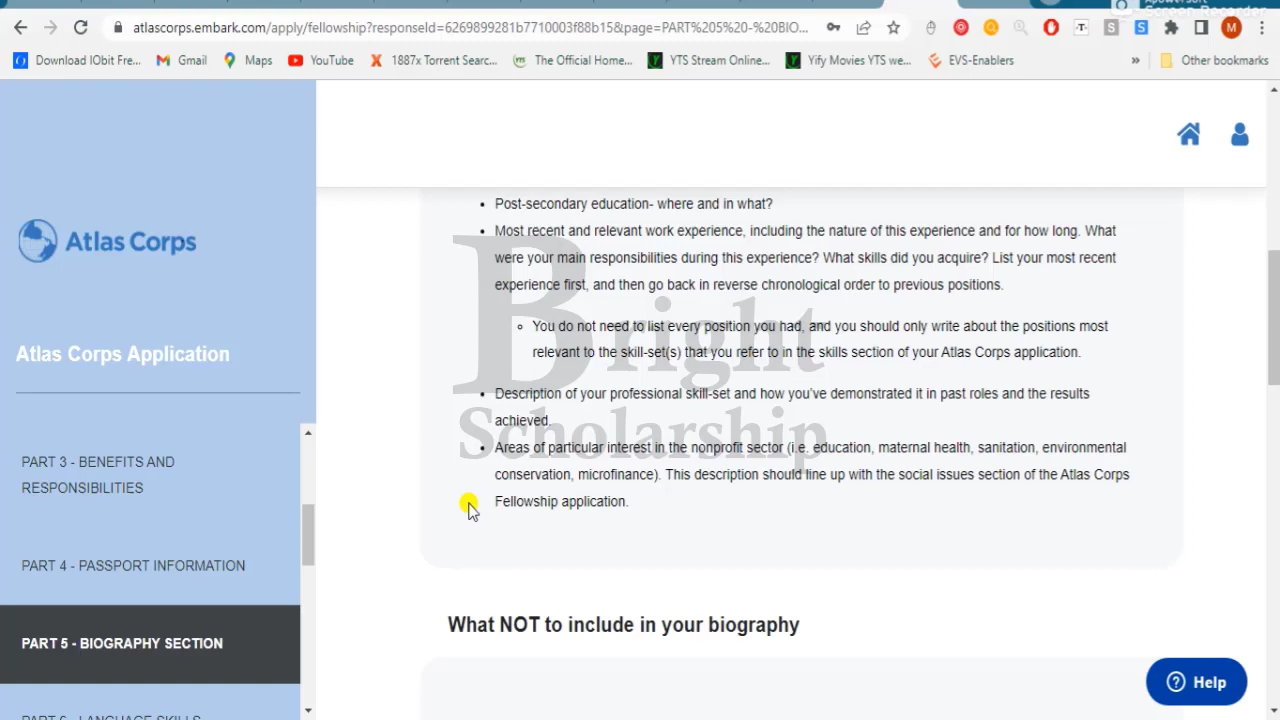 Apowersoft
Screen Recorder
atlascorps.embark.com/apply/fellowship?responseId=6269899281b7710003f88b15&page=PART%205%20-%20BIO...
Download IObit Fre... Gmail Maps YouTube 1887x Torrent Searc... The Official Home... YTS Stream Online... Yify Movies YTS we... EVS-Enablers » Other bookmarks
Atlas Corps
Atlas Corps Application
PART 3 - BENEFITS AND
RESPONSIBILITIES
PART 4 - PASSPORT INFORMATION
PART 5 - BIOGRAPHY SECTION
PART 6 - LANGUAGE SKILLS
• Post-secondary education- where and in what?
• Most recent and relevant work experience, including the nature of this experience and for how long. What
were your main responsibilities during this experience? What skills did you acquire? List your most recent
experience first, and then go back in reverse chronological order to previous positions.
◦ You do not need to list every position you had, and you should only write about the positions most
relevant to the skill-set(s) that you refer to in the skills section of your Atlas Corps application.
• Description of your professional skill-set and how you've demonstrated it in past roles and the results
achieved.
• Areas of particular interest in the nonprofit sector (i.e. education, maternal health, sanitation, environmental
conservation, microfinance). This description should line up with the social issues section of the Atlas Corps
Fellowship application.
Bright
Scholarship
What NOT to include in your biography
Help